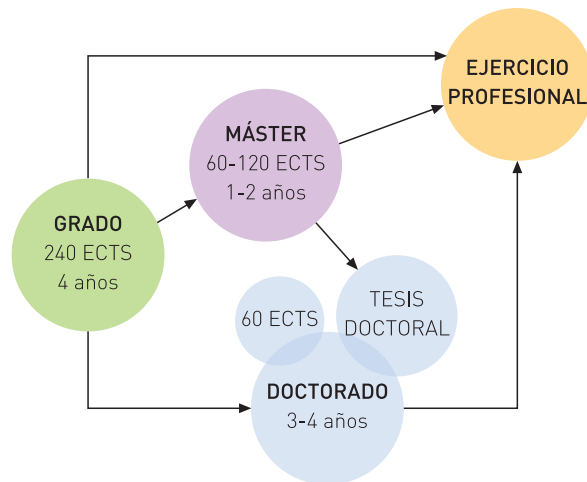 EJERCICIO
PROFESIONAL
MÁSTER
60-120 ECTS
1-2 años
GRADO
240 ECTS
4 años
60 ECTS
TESIS
DOCTORAL
DOCTORADO
3-4 años